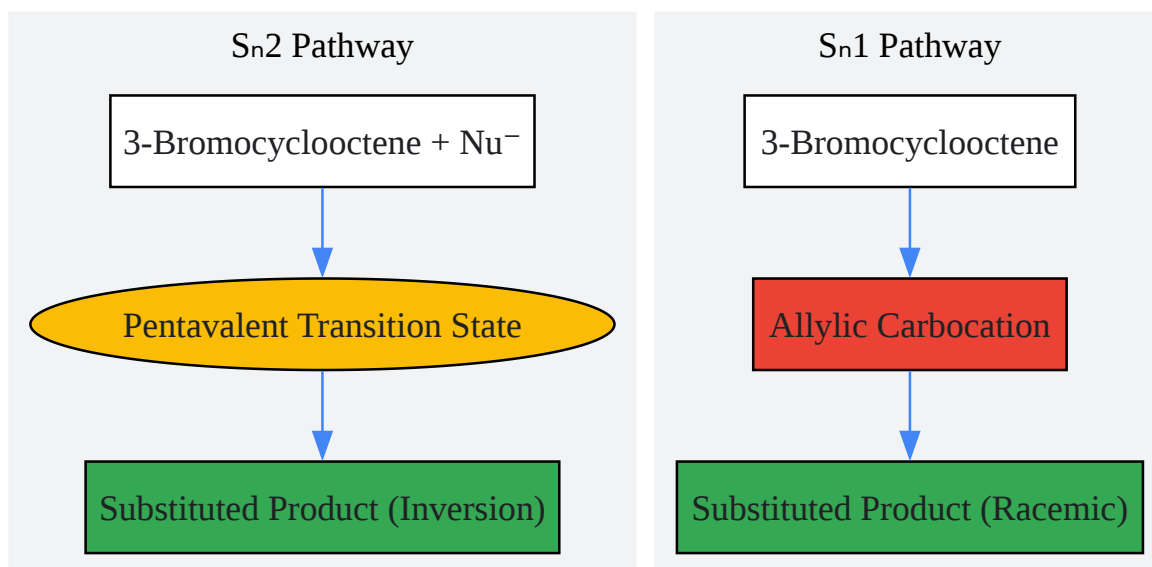 Sₙ2 Pathway
3-Bromocyclooctene + Nu⁻
Pentavalent Transition State
Substituted Product (Inversion)
Sₙ1 Pathway
3-Bromocyclooctene
Allylic Carbocation
Substituted Product (Racemic)